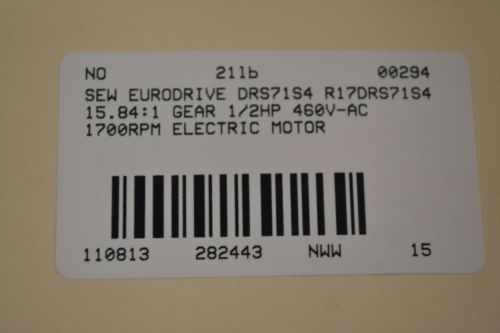 NO 21lb 00294
SEW EURODRIVE DRS71S4 R17DRS71S4
15.84:1 GEAR 1/2HP 460V-AC
1700RPM ELECTRIC MOTOR
110813 282443 NWW 15